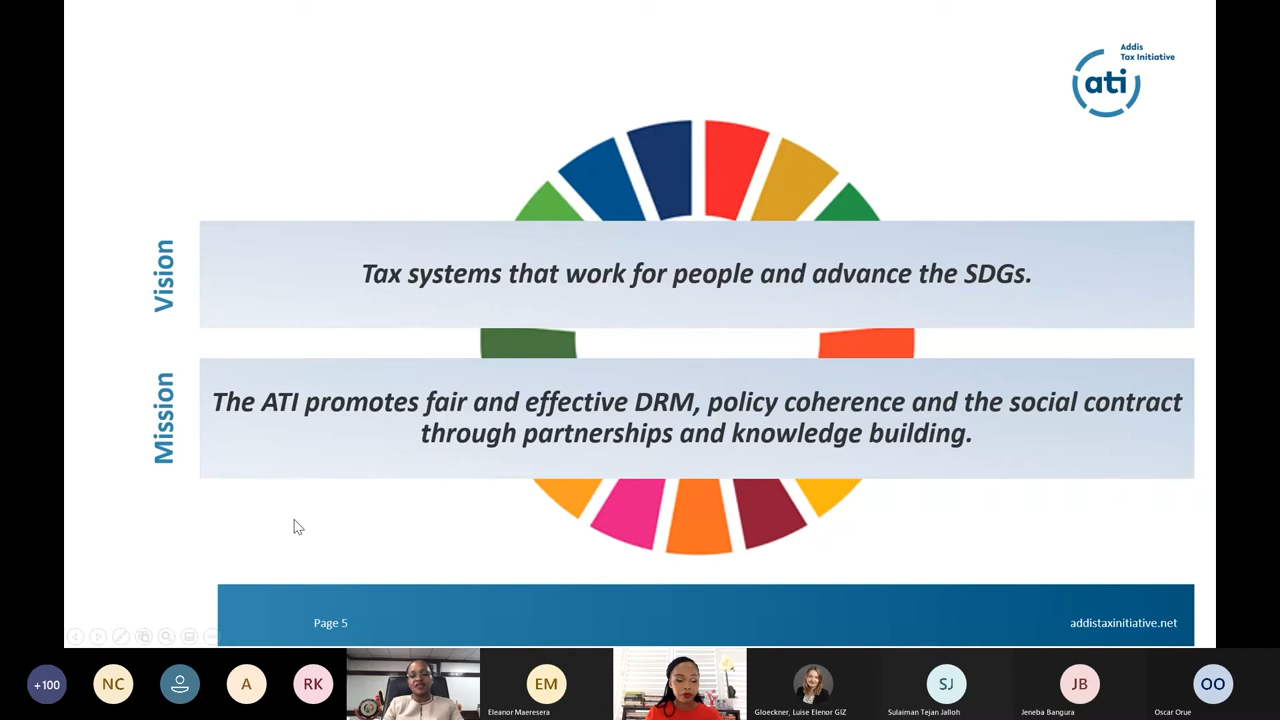 Addis
Tax Initiative
ati
Vision
Tax systems that work for people and advance the SDGs.
Mission
The ATI promotes fair and effective DRM, policy coherence and the social contract
through partnerships and knowledge building.
Page 5
addistaxinitiative.net
+100
NC
A
RK
EM
Eleanor Maeresera
Gloeckner, Luise Elenor GIZ
SJ
Sulaiman Tejan Jalloh
JB
Jeneba Bangura
OO
Oscar Orue